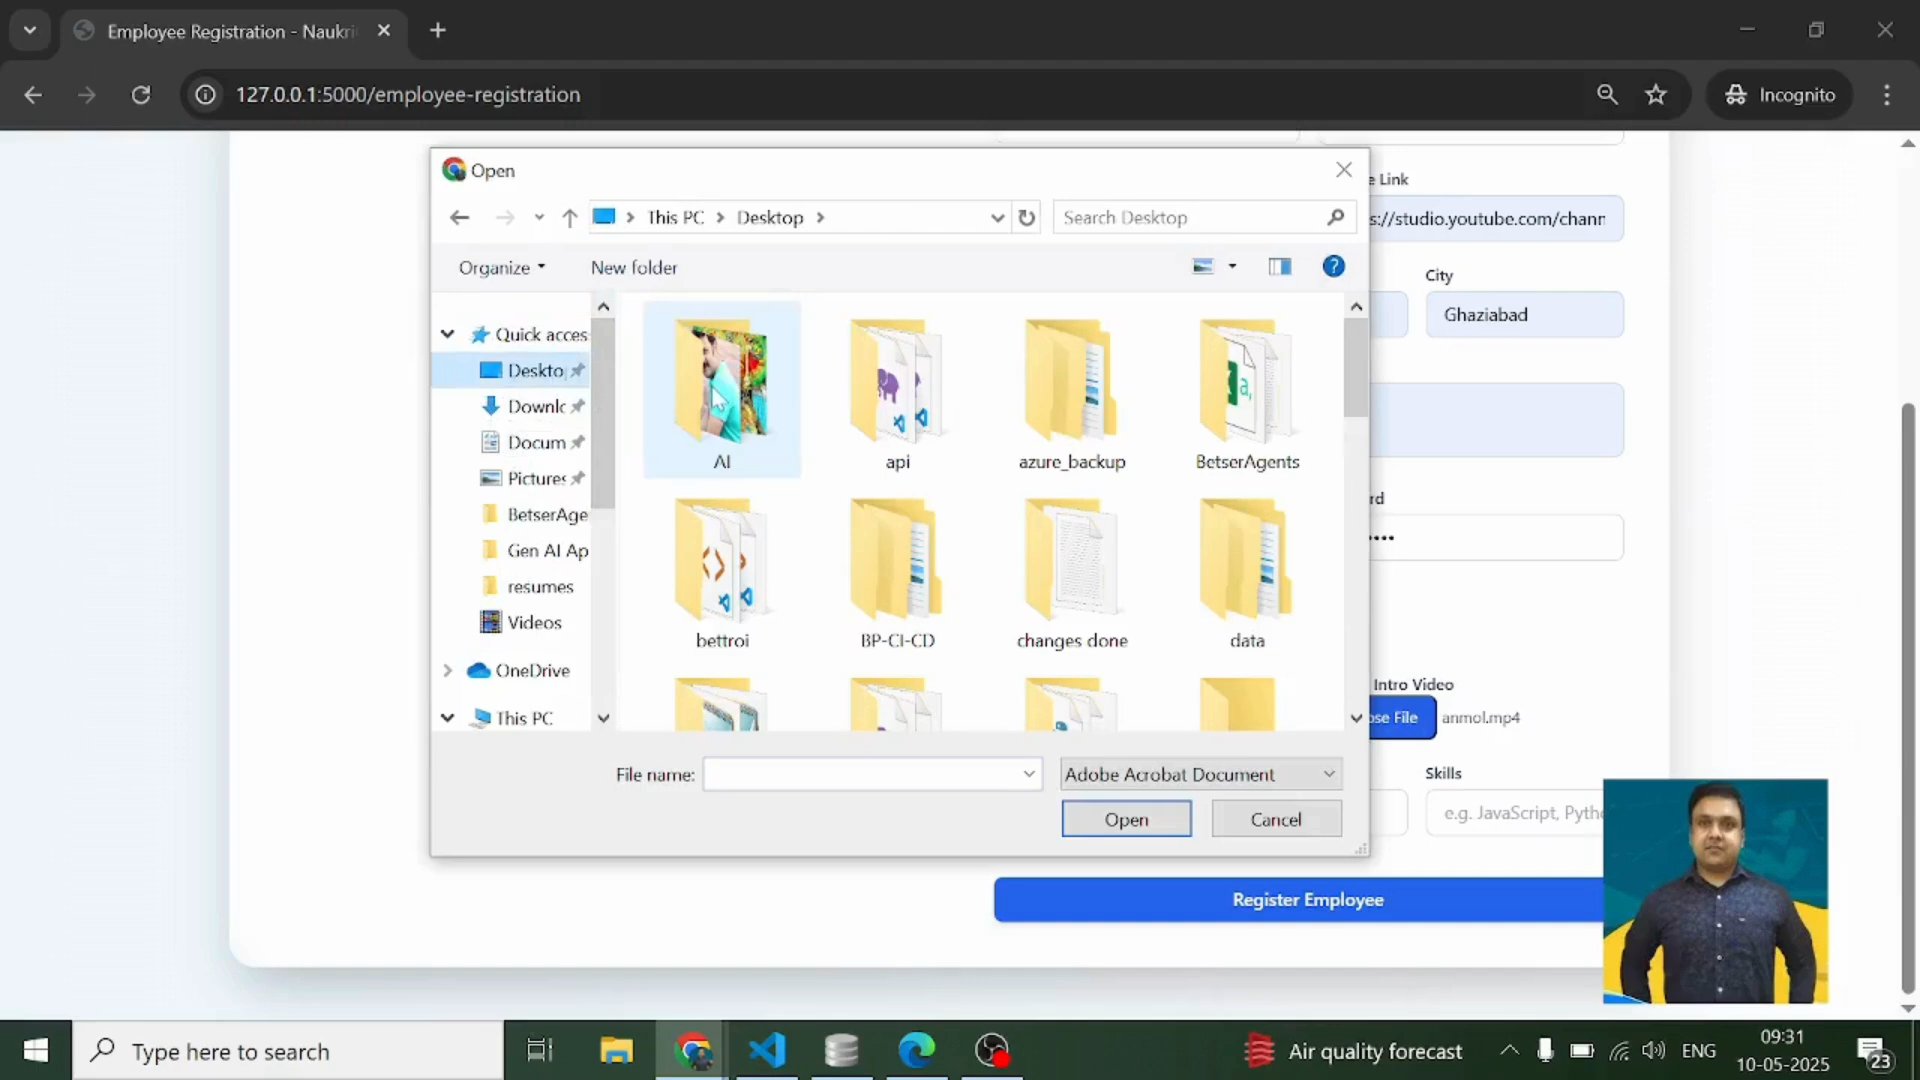 Employee Registration - Naukri
127.0.0.1:5000/employee-registration
Incognito
Open
This PC
Desktop
Search Desktop
Organize
New folder
Quick acces
Deskto
Downlc
Docum
Pictures
BetserAge
Gen AI Ap
resumes
Videos
OneDrive
This PC
AI
api
azure_backup
BetserAgents
bettroi
BP-CI-CD
changes done
data
File name:
Adobe Acrobat Document
Open
Cancel
e Link
s://studio.youtube.com/chann
City
Ghaziabad
rd
Intro Video
ose File
anmol.mp4
Skills
e.g. JavaScript, Pytho
Register Employee
Type here to search
Air quality forecast
ENG
09:31
10-05-2025
23